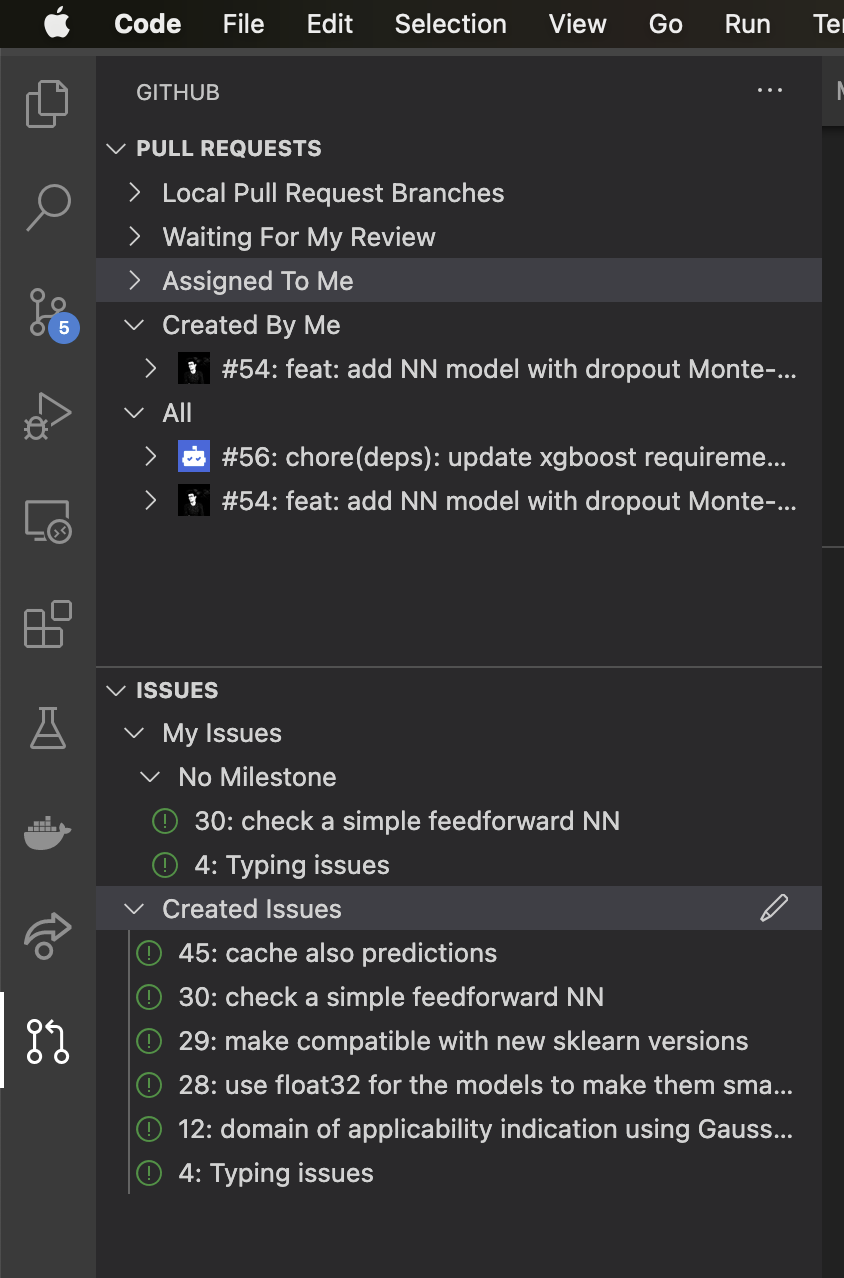 Code File Edit Selection View Go Run Ter
GITHUB
PULL REQUESTS
Local Pull Request Branches
Waiting For My Review
Assigned To Me
5
Created By Me
#54: feat: add NN model with dropout Monte-...
All
#56: chore(deps): update xgboost requireme...
#54: feat: add NN model with dropout Monte-...
ISSUES
My Issues
No Milestone
30: check a simple feedforward NN
4: Typing issues
Created Issues
45: cache also predictions
30: check a simple feedforward NN
29: make compatible with new sklearn versions
28: use float32 for the models to make them sma...
12: domain of applicability indication using Gauss...
4: Typing issues